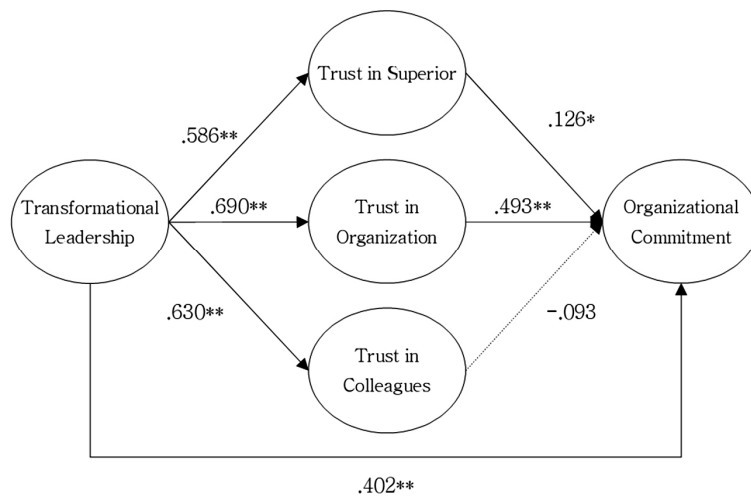 Trust in Superior
.586**
.126*
Transformational
Leadership
.690**
Trust in
Organization
.493**
Organizational
Commitment
.630**
-.093
Trust in
Colleagues
.402**